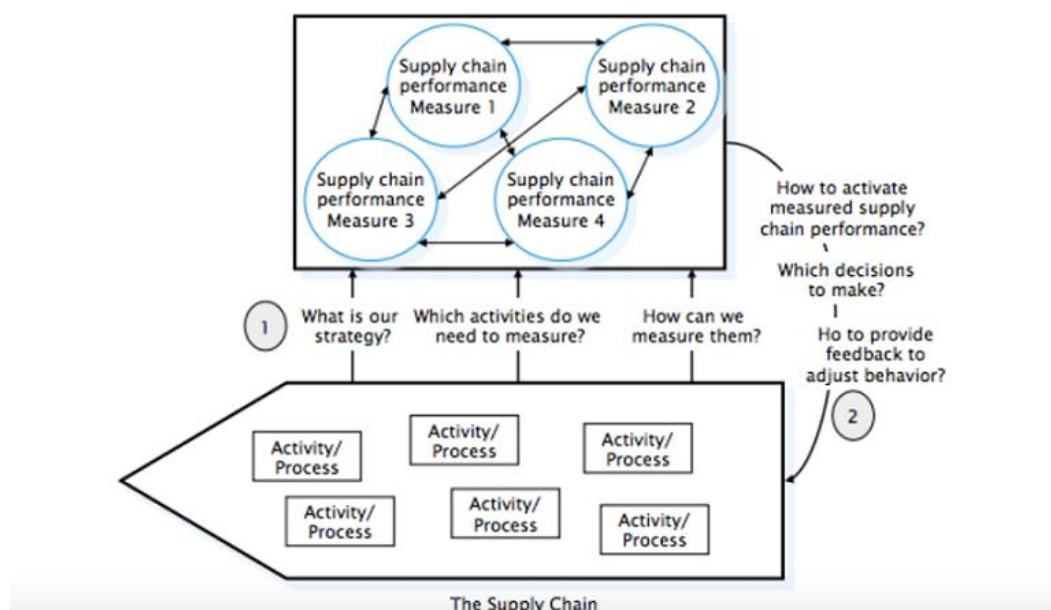 Supply chain
performance
Measure 1
Supply chain
performance
Measure 2
Supply chain
performance
Measure 3
Supply chain
performance
Measure 4
How to activate
measured supply
chain performance?
Which decisions
to make?
Ho to provide
feedback to
adjust behavior?
2
1
What is our
strategy?
Which activities do we
need to measure?
How can we
measure them?
Activity/
Process
Activity/
Process
Activity/
Process
Activity/
Process
Activity/
Process
Activity/
Process
The Supply Chain